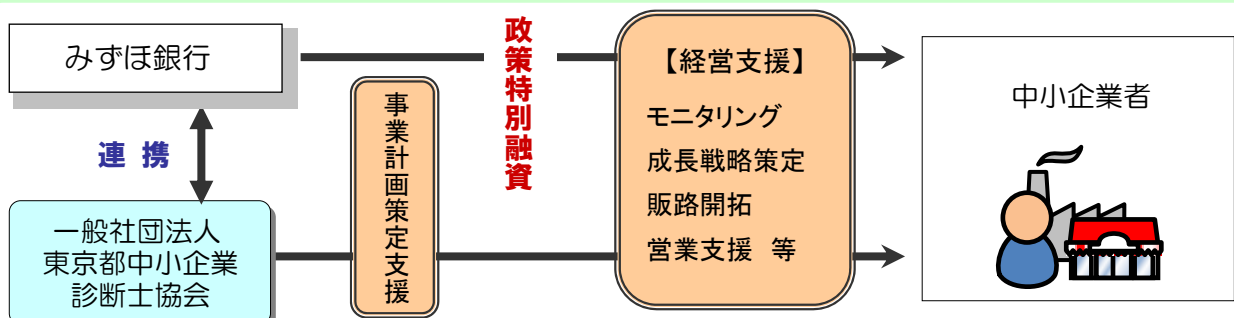 みずほ銀行
連 携
一般社団法人
東京都中小企業
診断士協会
事業計画策定支援
政策特別融資
【経営支援】
モニタリング
成長戦略策定
販路開拓
営業支援 等
中小企業者